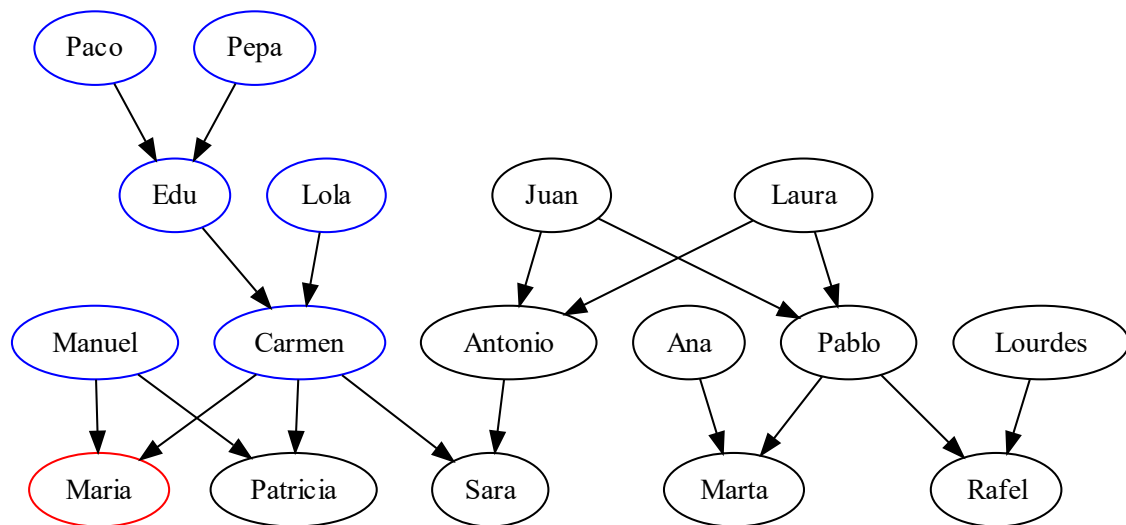 Paco
Pepa
Edu
Lola
Juan
Laura
Manuel
Carmen
Antonio
Ana
Pablo
Lourdes
Maria
Patricia
Sara
Marta
Rafel